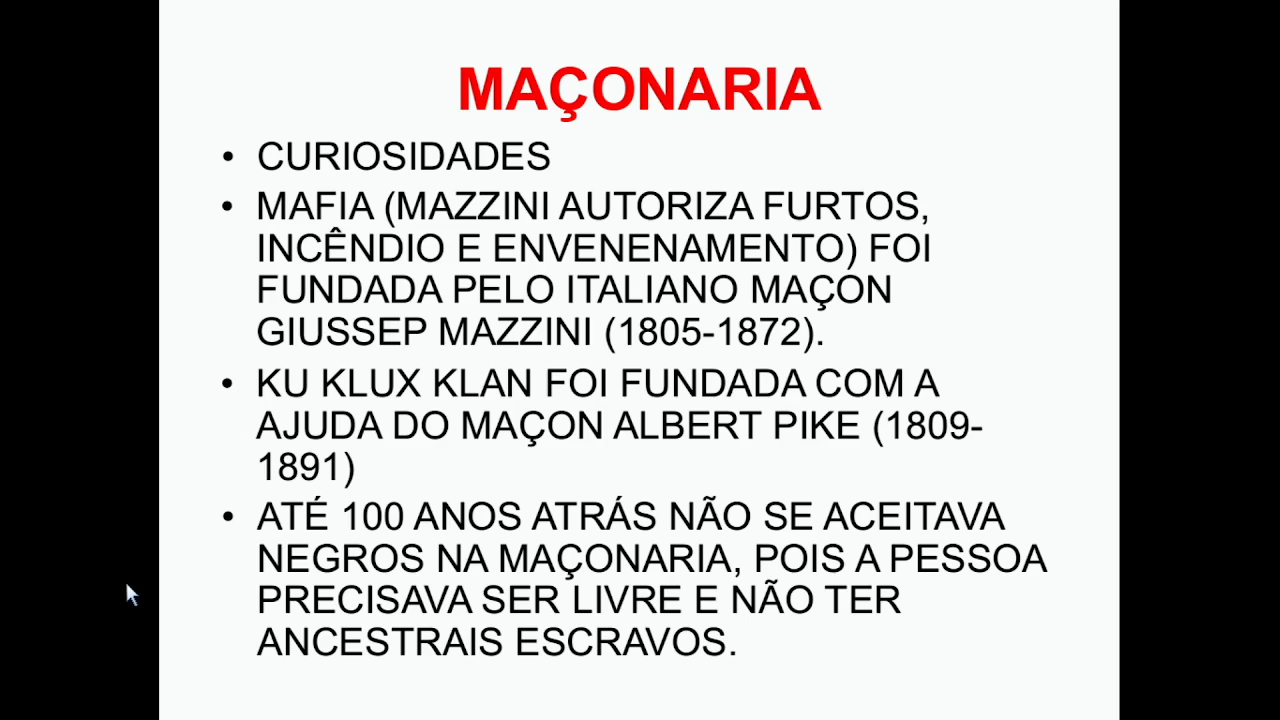 MAÇONARIA
• CURIOSIDADES
• MAFIA (MAZZINI AUTORIZA FURTOS,
INCÊNDIO E ENVENENAMENTO) FOI
FUNDADA PELO ITALIANO MAÇON
GIUSSEP MAZZINI (1805-1872).
• KU KLUX KLAN FOI FUNDADA COM A
AJUDA DO MAÇON ALBERT PIKE (1809-
1891)
• ATÉ 100 ANOS ATRÁS NÃO SE ACEITAVA
NEGROS NA MAÇONARIA, POIS A PESSOA
PRECISAVA SER LIVRE E NÃO TER
ANCESTRAIS ESCRAVOS.